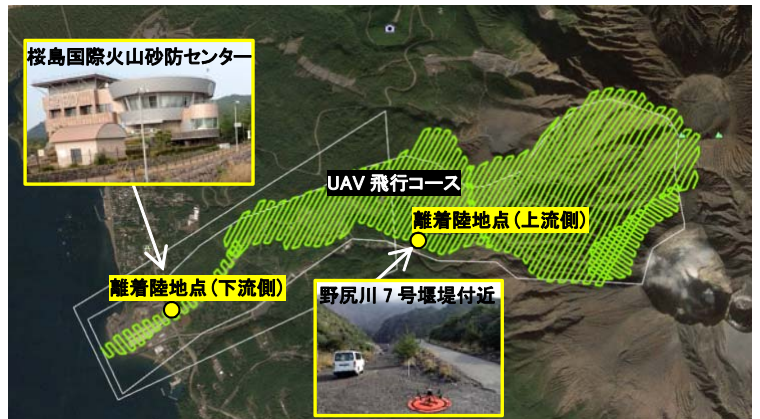 桜島国際火山砂防センター
UAV 飛行コース
離着陸地点（上流側）
離着陸地点（下流側）
野尻川 7 号堰堤付近